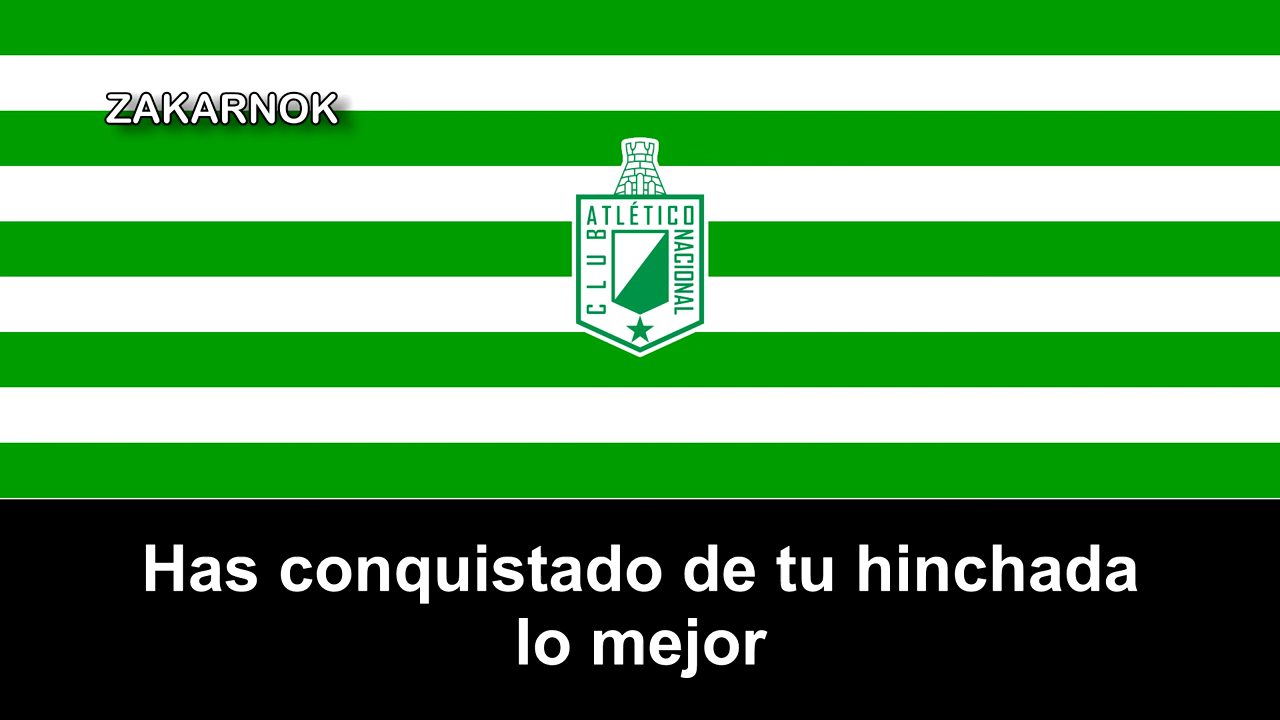 ZAKARNOK
ATLÉTICO
CLUB
NACIONAL
Has conquistado de tu hinchada
lo mejor